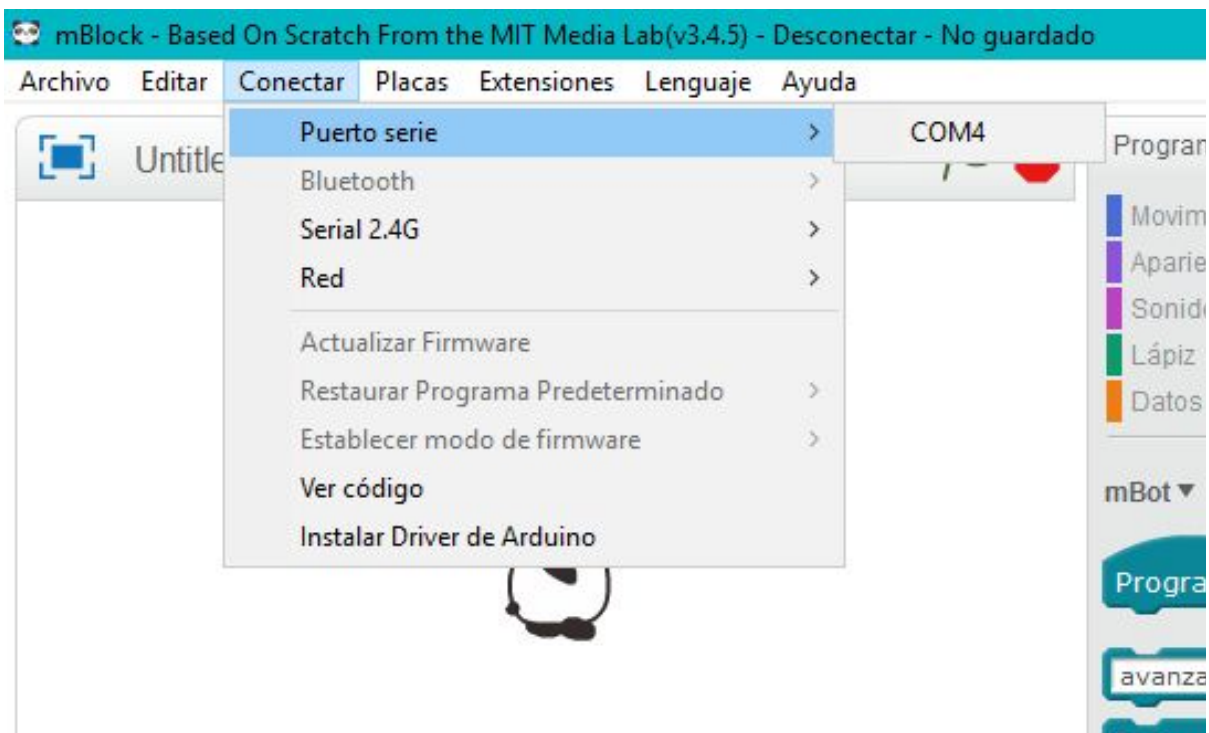 mBlock - Based On Scratch From the MIT Media Lab(v3.4.5) - Desconectar - No guardado
Archivo Editar Conectar Placas Extensiones Lenguaje Ayuda
Puerto serie > COM4
Untitle
Bluetooth >
Serial 2.4G >
Red >
Actualizar Firmware
Restaurar Programa Predeterminado >
Establecer modo de firmware >
Ver código
Instalar Driver de Arduino
Program
Movim
Aparie
Sonido
Lápiz
Datos
mBot ▼
Progra
avanza